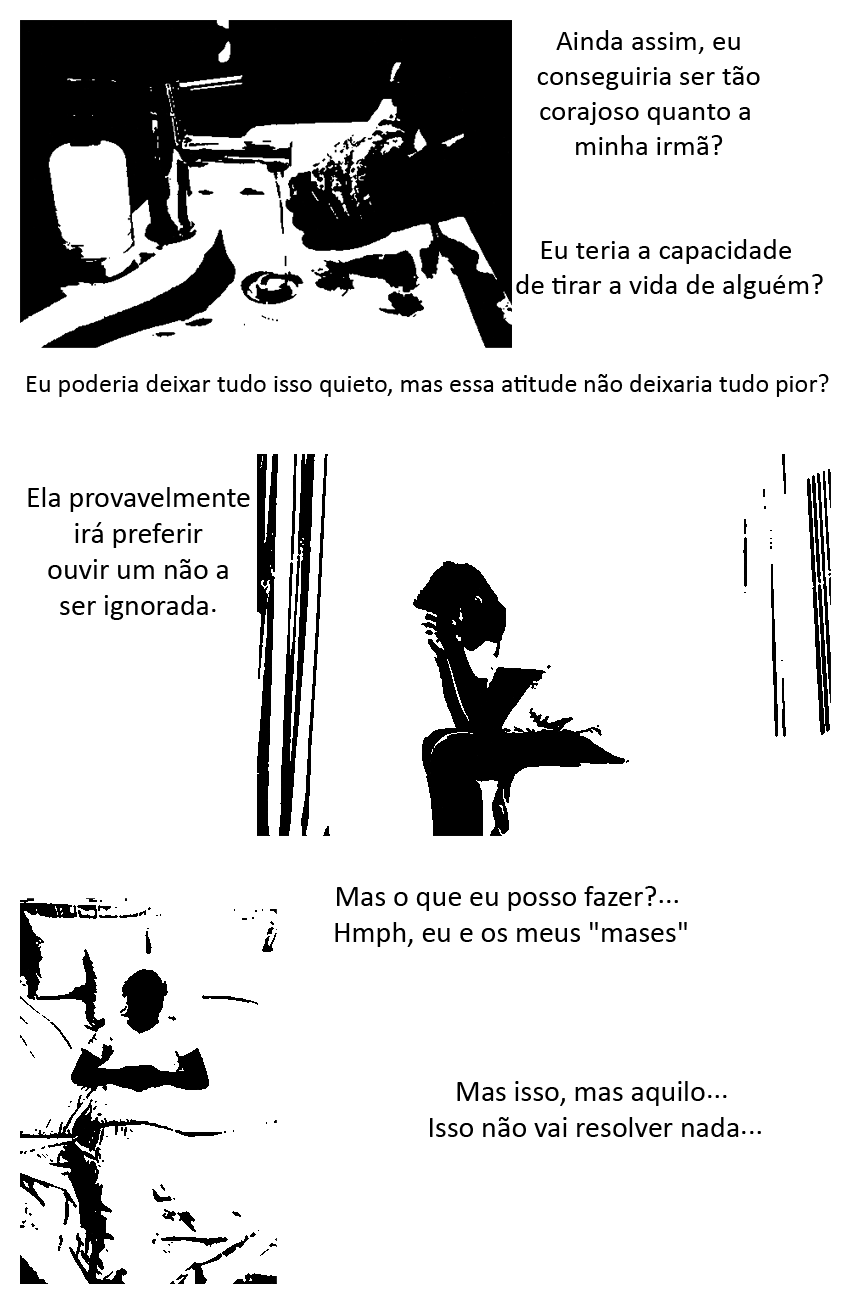 Ainda assim, eu
conseguiria ser tão
corajoso quanto a
minha irmã?
Eu teria a capacidade
de tirar a vida de alguém?
Eu poderia deixar tudo isso quieto, mas essa atitude não deixaria tudo pior?
Ela provavelmente
irá preferir
ouvir um não a
ser ignorada.
Mas o que eu posso fazer?...
Hmph, eu e os meus "mases"
Mas isso, mas aquilo...
Isso não vai resolver nada...